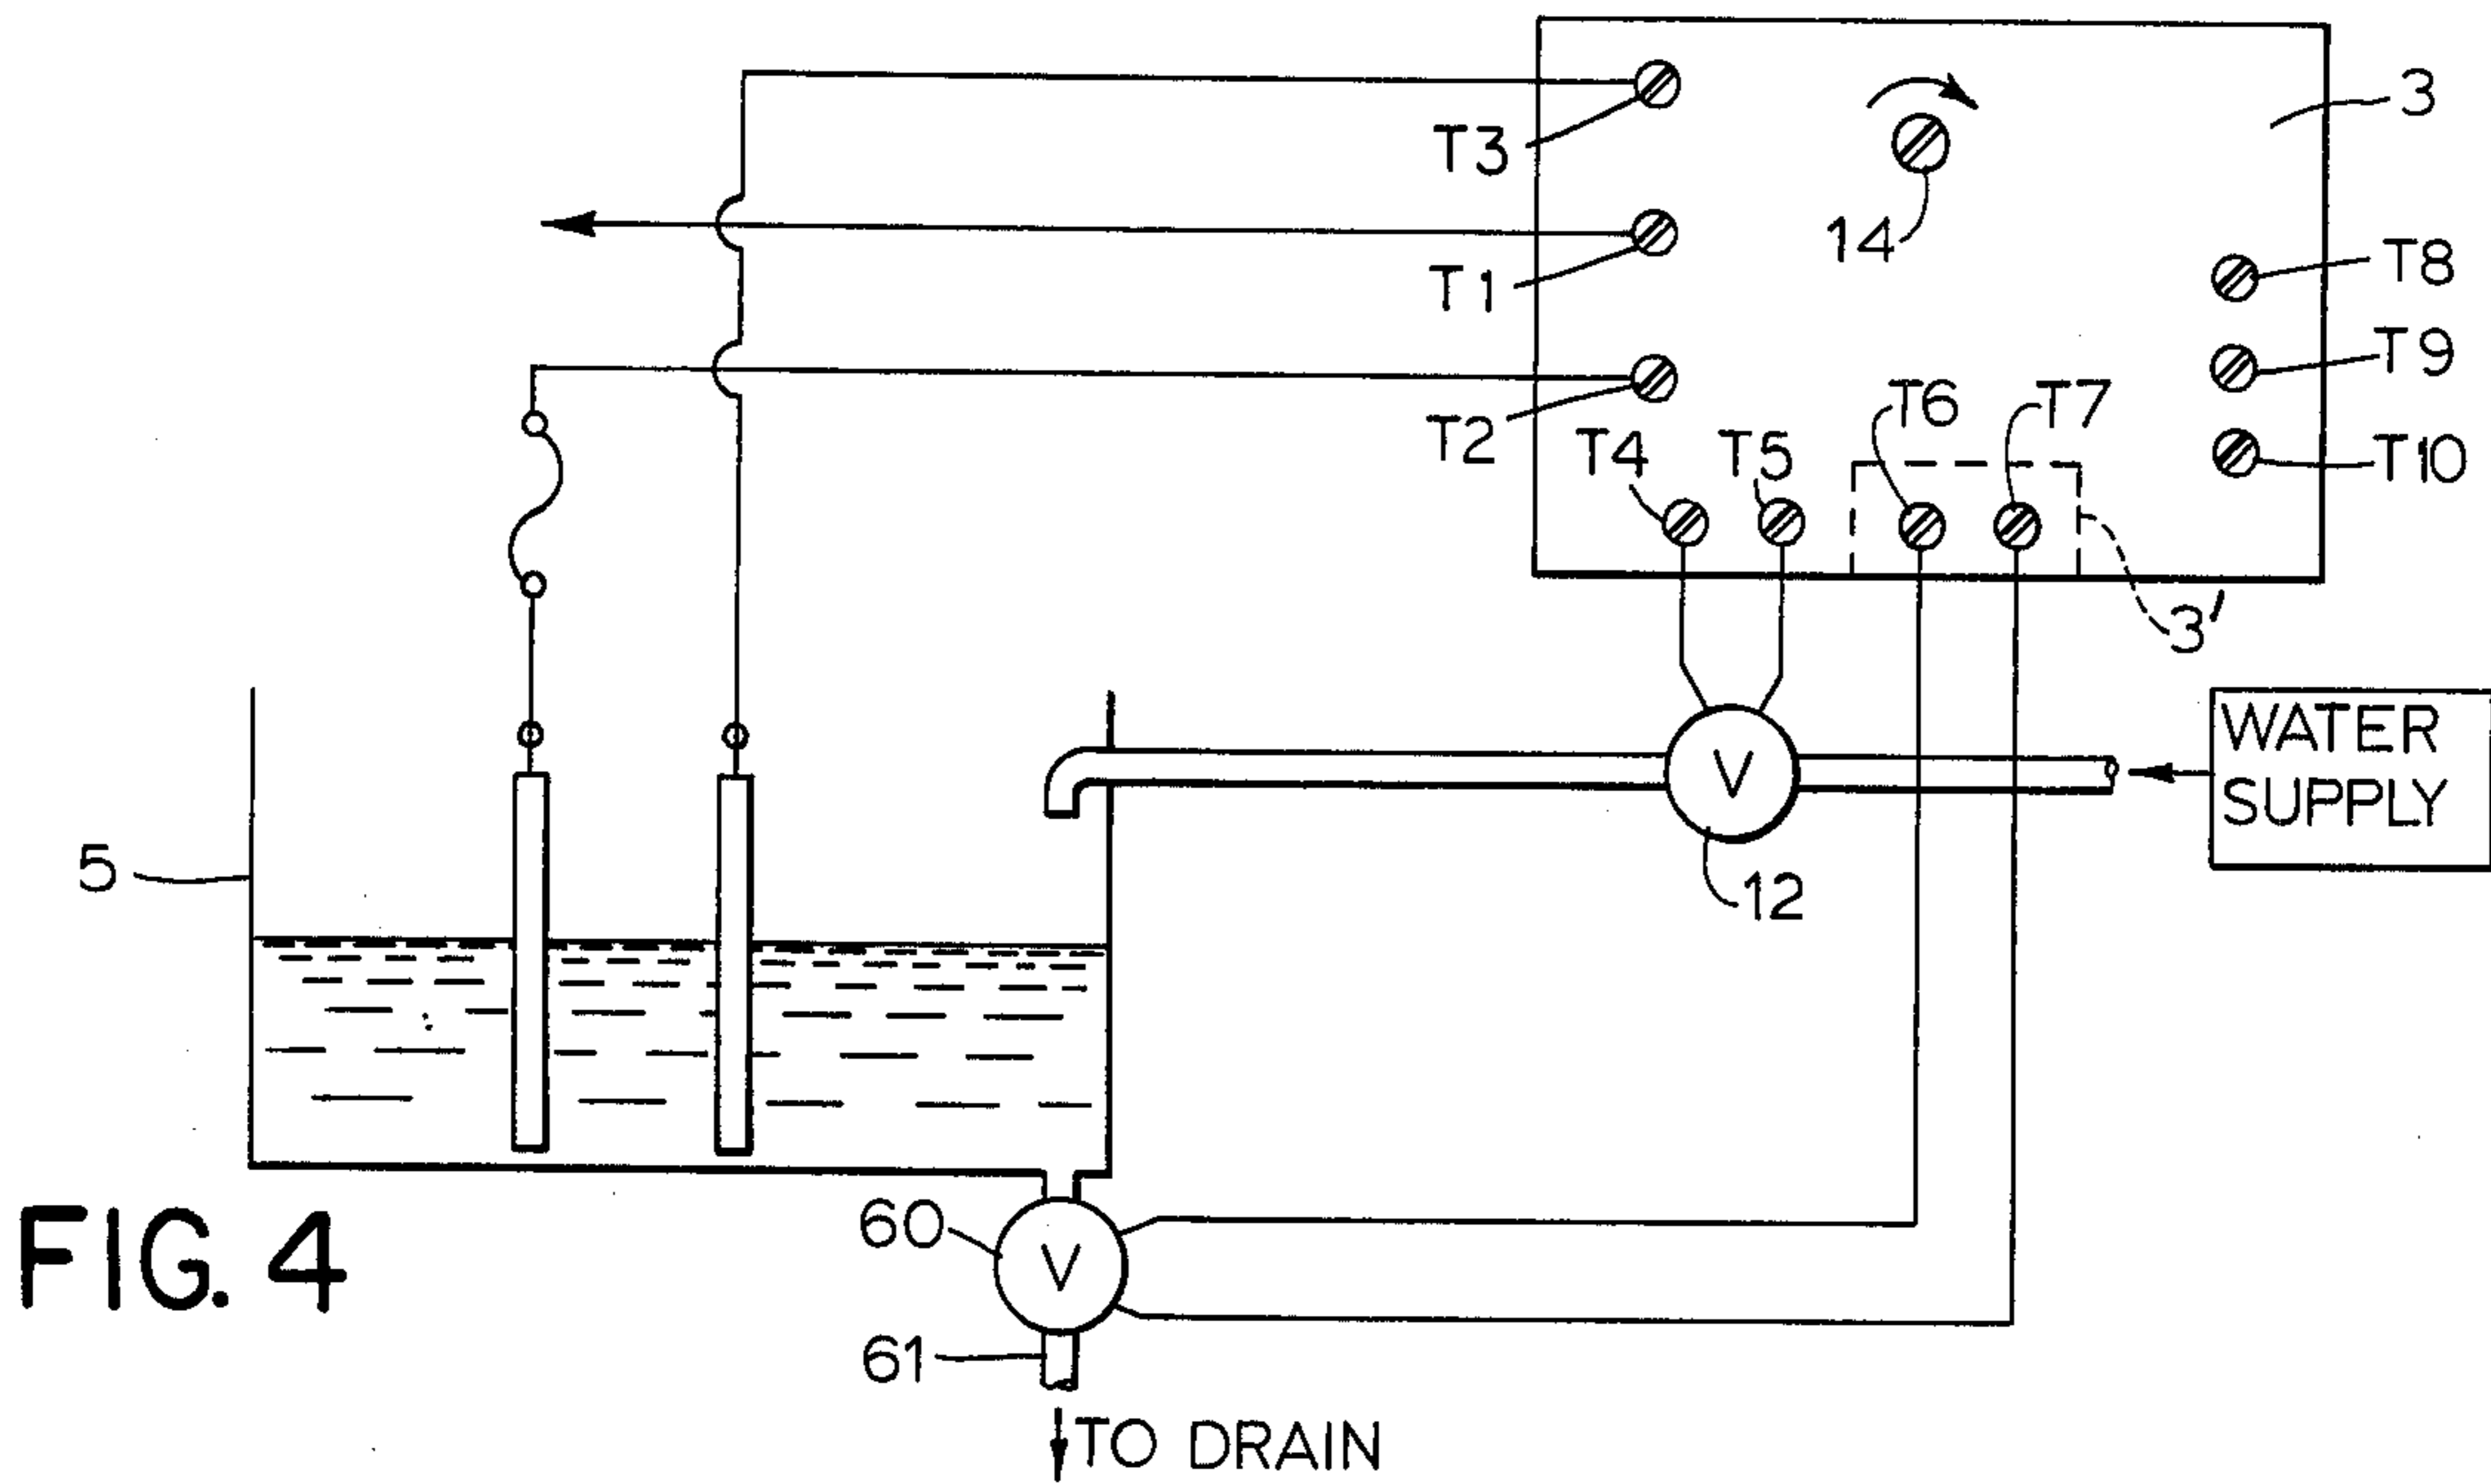 3
T3
14
T1
T8
T9
T2
T4
T5
T6
T7
T10
3'
WATER
SUPPLY
5
12
60
FIG. 4
V
V
61
TO DRAIN